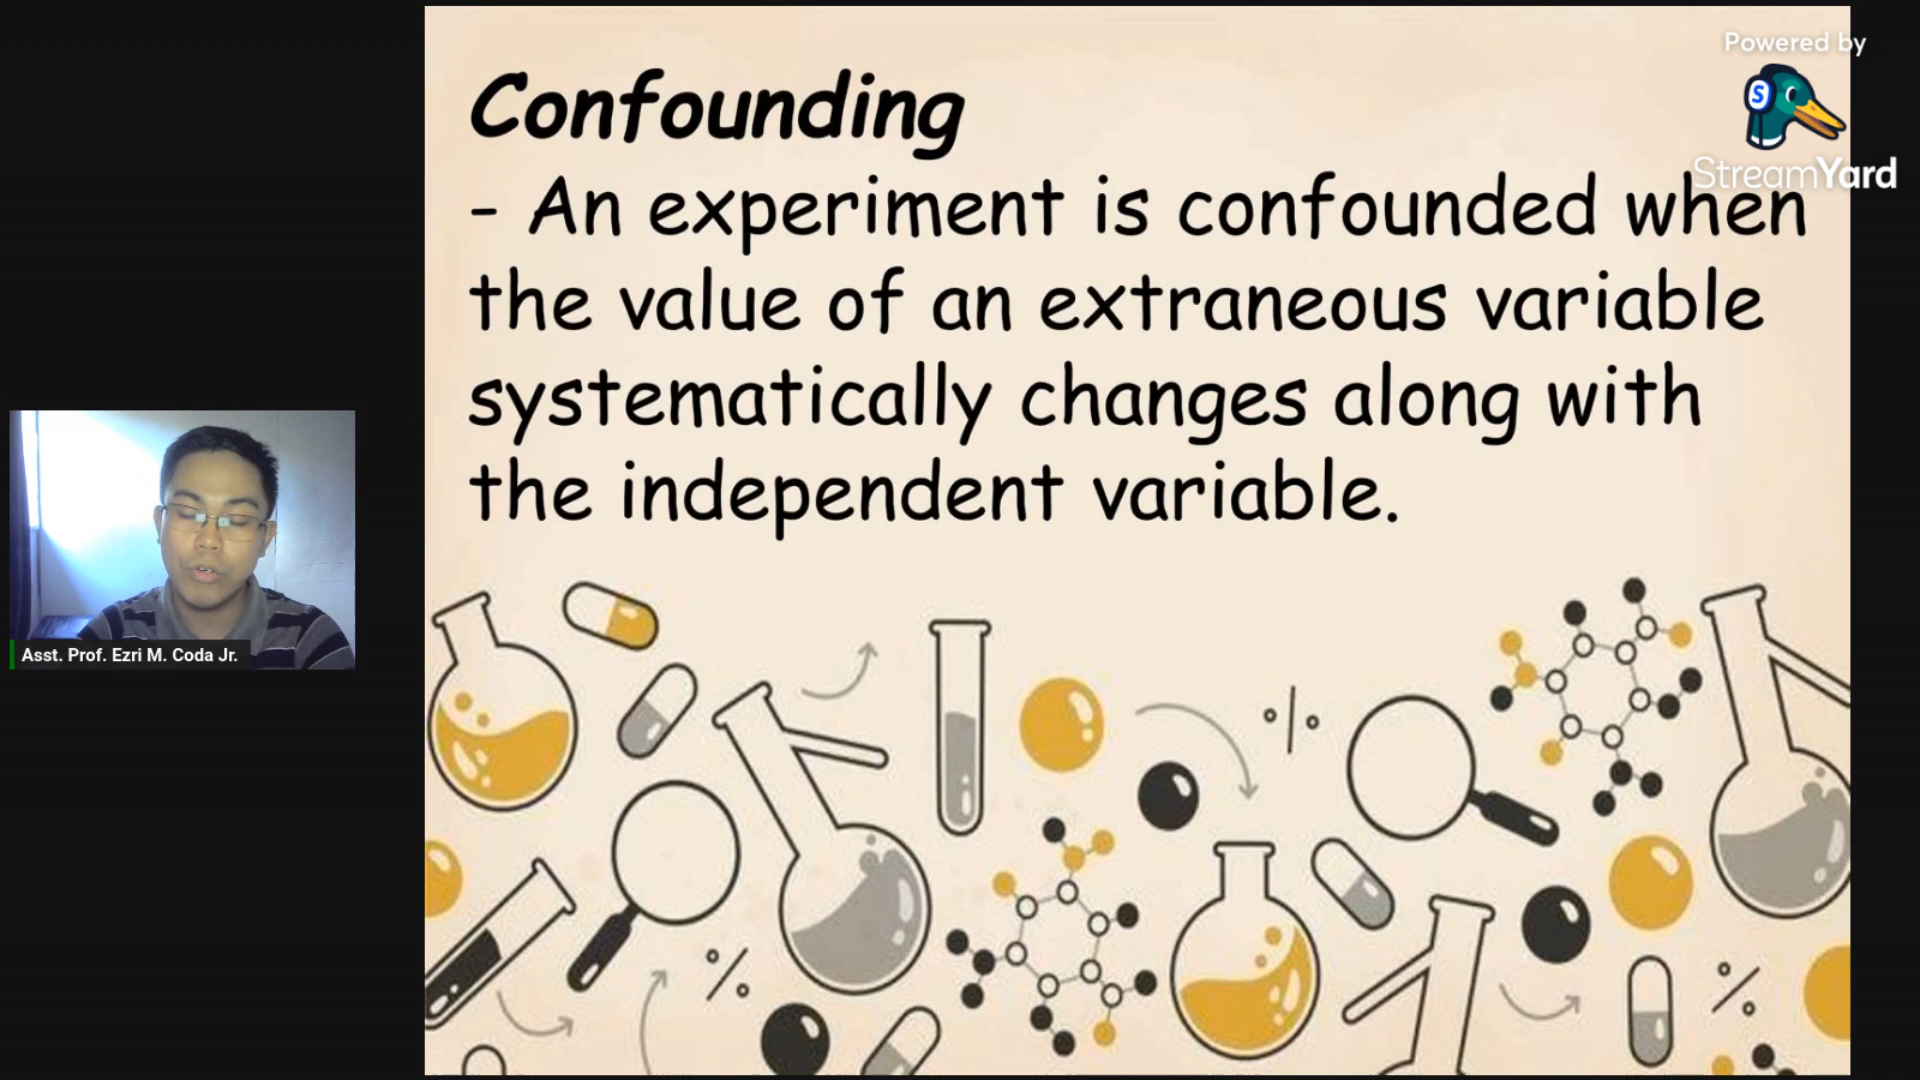 Confounding
- An experiment is confounded when
the value of an extraneous variable
systematically changes along with
the independent variable.
Powered by
S
StreamYard
Asst. Prof. Ezri M. Coda Jr.